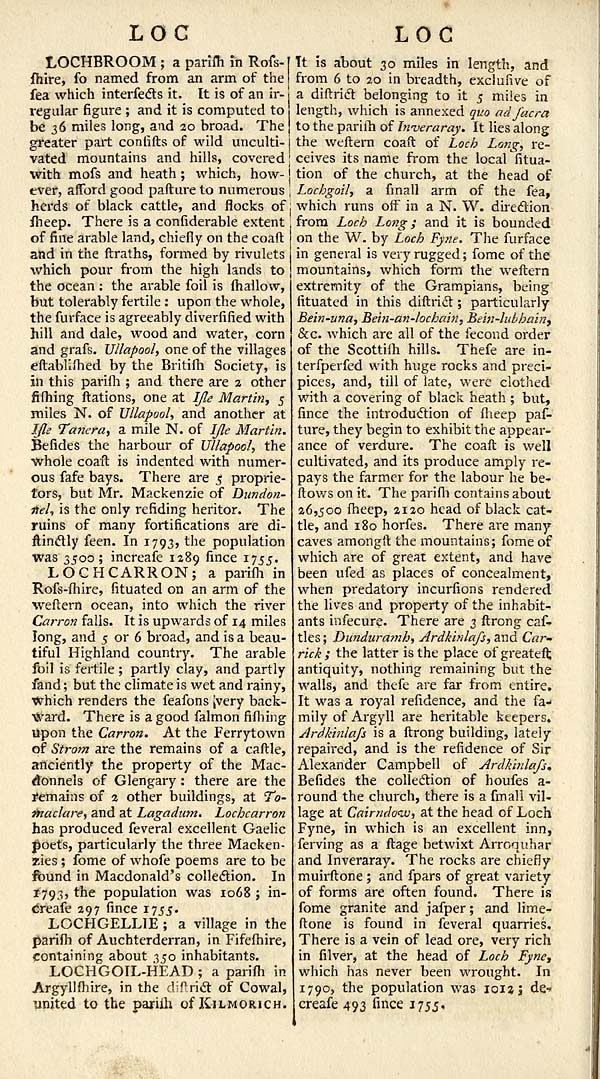 LOC
LOCHBROOM; a pariſh in Roſs-
ſhire, ſo named from an arm of the
ſea which interſects it. It is of an ir-
regular figure; and it is computed to
be 36 miles long, and 20 broad. The
greater part conſiſts of wild unculti-
vated mountains and hills, covered
with moſs and heath; which, how-
ever, afford good paſture to numerous
herds of black cattle, and flocks of
ſheep. There is a conſiderable extent
of fine arable land, chiefly on the coaſt
and in the ſtraths, formed by rivulets
which pour from the high lands to
the ocean: the arable ſoil is ſhallow,
but tolerably fertile: upon the whole,
the ſurface is agreeably diverſified with
hill and dale, wood and water, corn
and graſs. Ullapool, one of the villages
eſtabliſhed by the Britiſh Society, is
in this pariſh; and there are 2 other
fiſhing ſtations, one at Iſle Martin, 5
miles N. of Ullapool, and another at
Iſle Tanera, a mile N. of Iſle Martin.
Beſides the harbour of Ullapool, the
whole coaſt is indented with numer-
ous ſafe bays. There are 5 proprie-
tors, but Mr. Mackenzie of Dundon-
nel, is the only reſiding heritor. The
ruins of many fortifications are di-
ſtinctly ſeen. In 1793, the population
was 3500; increaſe 1289 ſince 1755.
LOCHCARRON; a pariſh in
Roſs-ſhire, ſituated on an arm of the
weſtern ocean, into which the river
Carron falls. It is upwards of 14 miles
long, and 5 or 6 broad, and is a beau-
tiful Highland country. The arable
ſoil is fertile; partly clay, and partly
ſand; but the climate is wet and rainy,
which renders the ſeaſons very back-
ward. There is a good ſalmon fiſhing
upon the Carron. At the Ferrytown
of Strom are the remains of a caſtle,
anciently the property of the Mac-
donnels of Glengary: there are the
remains of 2 other buildings, at To-
maclare, and at Lagadum. Lochcarron
has produced ſeveral excellent Gaelic
poets, particularly the three Macken-
zies; ſome of whoſe poems are to be
found in Macdonald's collection. In
1793, the population was 1068; in-
creaſe 297 ſince 1755.
LOCHGELLIE; a village in the
pariſh of Auchterderran, in Fifeſhire,
containing about 350 inhabitants.
LOCHGOIL-HEAD; a pariſh in
Argyllſhire, in the diſtrict of Cowal,
united to the pariſh of KILMORICH.
LOC
It is about 30 miles in length, and
from 6 to 20 in breadth, excluſive of
a diſtrict belonging to it 5 miles in
length, which is annexed quo ad ſacra
to the pariſh of Inveraray. It lies along
the weſtern coaſt of Loch Long, re-
ceives its name from the local ſitua-
tion of the church, at the head of
Lochgoil, a ſmall arm of the ſea,
which runs off in a N. W. direction
from Loch Long; and it is bounded
on the W. by Loch Fyne. The ſurface
in general is very rugged; ſome of the
mountains, which form the weſtern
extremity of the Grampians, being
ſituated in this diſtrict; particularly
Bein-una, Bein-an-lochain, Bein-lubhain,
&c. which are all of the ſecond order
of the Scottiſh hills. Theſe are in-
terſperſed with huge rocks and preci-
pices, and, till of late, were clothed
with a covering of black heath; but,
ſince the introduction of ſheep paſ-
ture, they begin to exhibit the appear-
ance of verdure. The coaſt is well
cultivated, and its produce amply re-
pays the farmer for the labour he be-
ſtows on it. The pariſh contains about
26,500 ſheep, 2120 head of black cat-
tle, and 180 horſes. There are many
caves amongſt the mountains; ſome of
which are of great extent, and have
been uſed as places of concealment,
when predatory incurſions rendered
the lives and property of the inhabit-
ants inſecure. There are 3 ſtrong caſ-
tles; Dunduramh, Ardkinlaſs, and Car-
rick; the latter is the place of greateſt
antiquity, nothing remaining but the
walls, and theſe are far from entire.
It was a royal reſidence, and the fa-
mily of Argyll are heritable keepers.
Ardkinlaſs is a ſtrong building, lately
repaired, and is the reſidence of Sir
Alexander Campbell of Ardkinlaſs.
Beſides the collection of houſes a-
round the church, there is a ſmall vil-
lage at Cairndow, at the head of Loch
Fyne, in which is an excellent inn,
ſerving as a ſtage betwixt Arroquhar
and Inveraray. The rocks are chiefly
muirſtone; and ſpars of great variety
of forms are often found. There is
ſome granite and jaſper; and lime-
ſtone is found in ſeveral quarries.
There is a vein of lead ore, very rich
in ſilver, at the head of Loch Fyne,
which has never been wrought. In
1790, the population was 1012; de-
creaſe 493 ſince 1755.